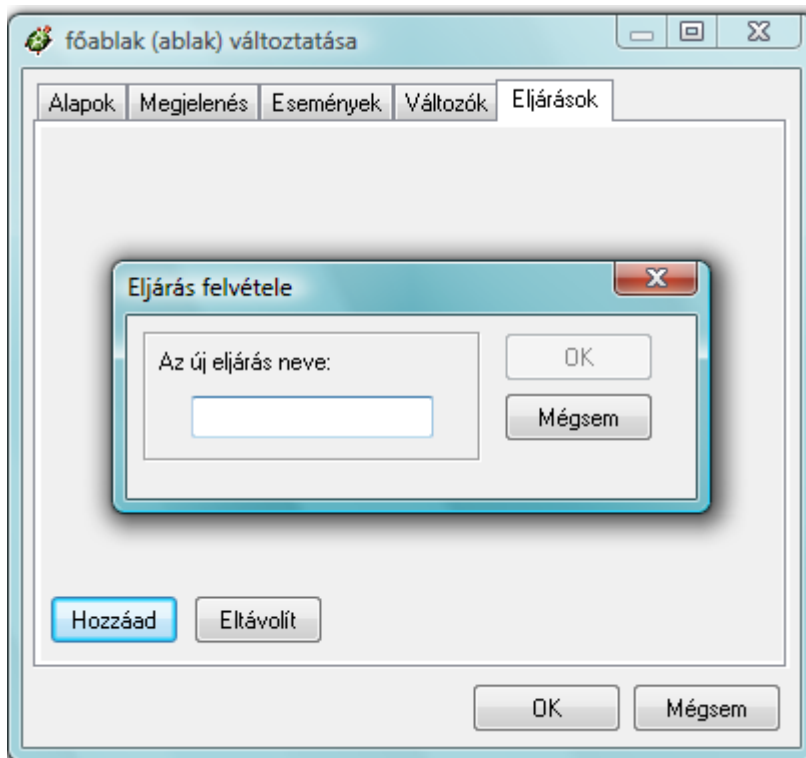 főablak (ablak) változtatása
Alapok Megjelenés Események Változók Eljárások
Eljárás felvétele
Az új eljárás neve:
OK
Mégsem
Hozzáad Eltávolít
OK Mégsem